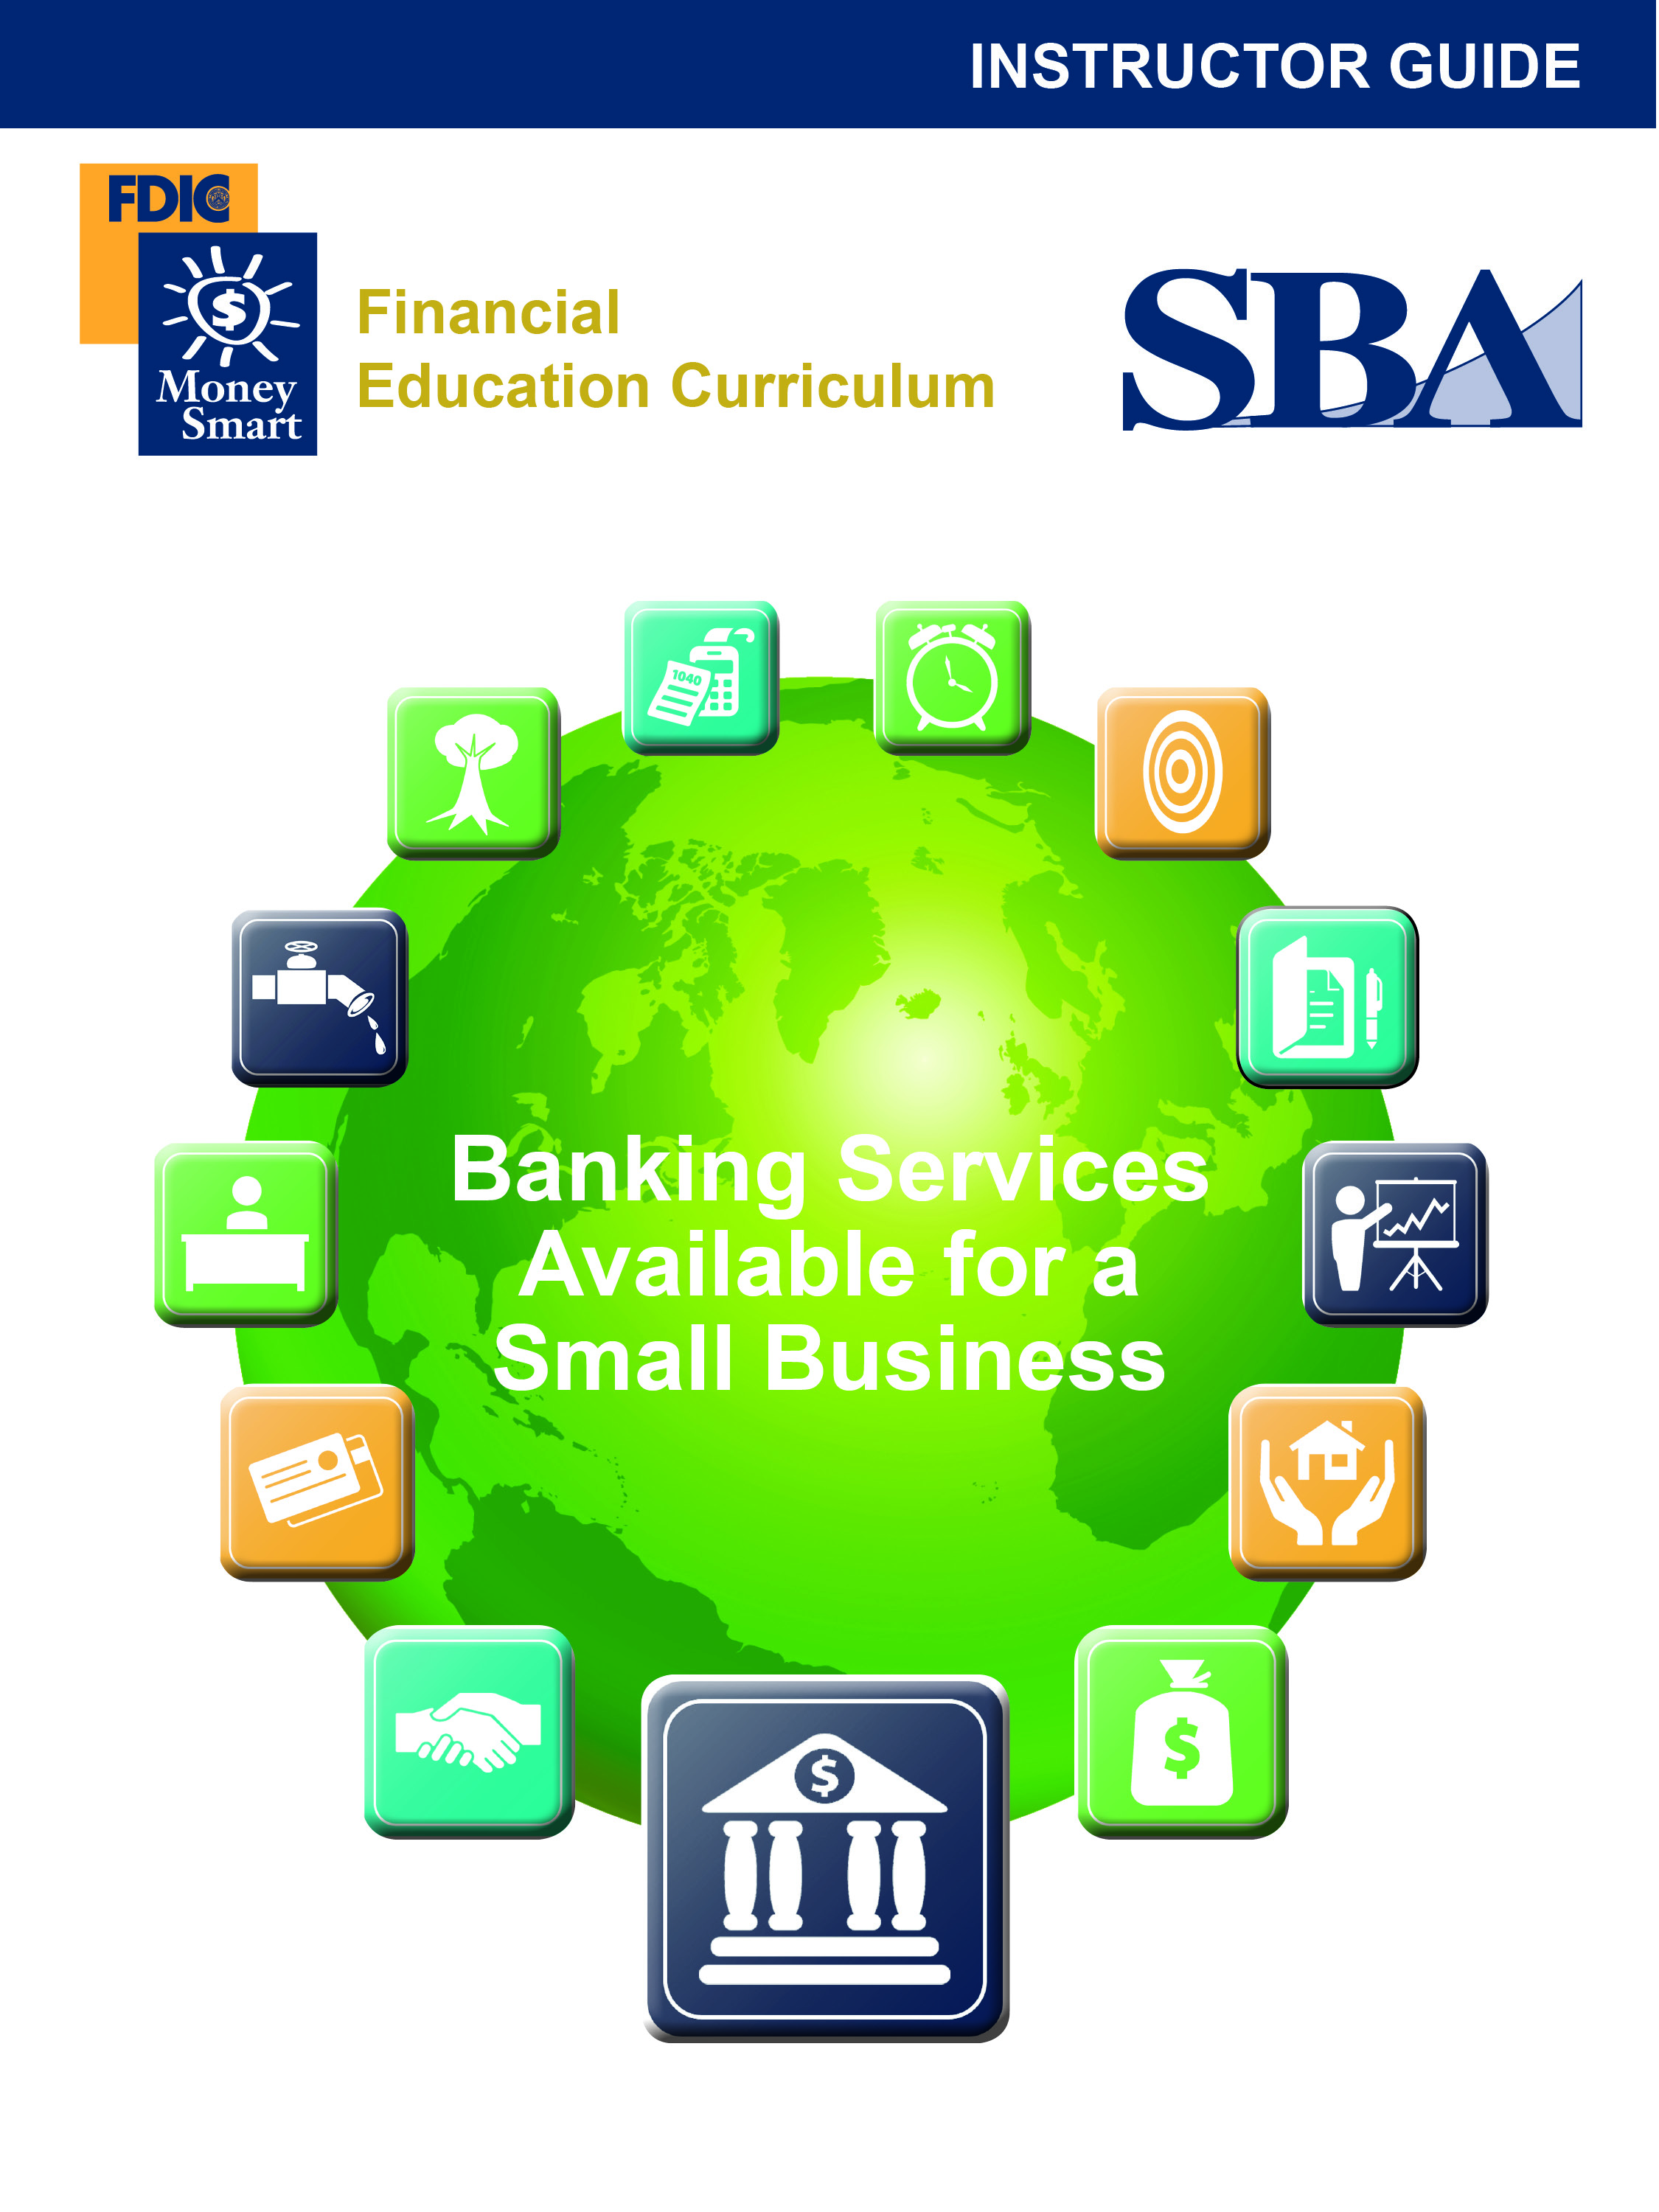 INSTRUCTOR GUIDE
FDIC
$
Money
Smart
Financial
Education Curriculum
SBA
1040
Banking Services
Available for a
Small Business
$
$